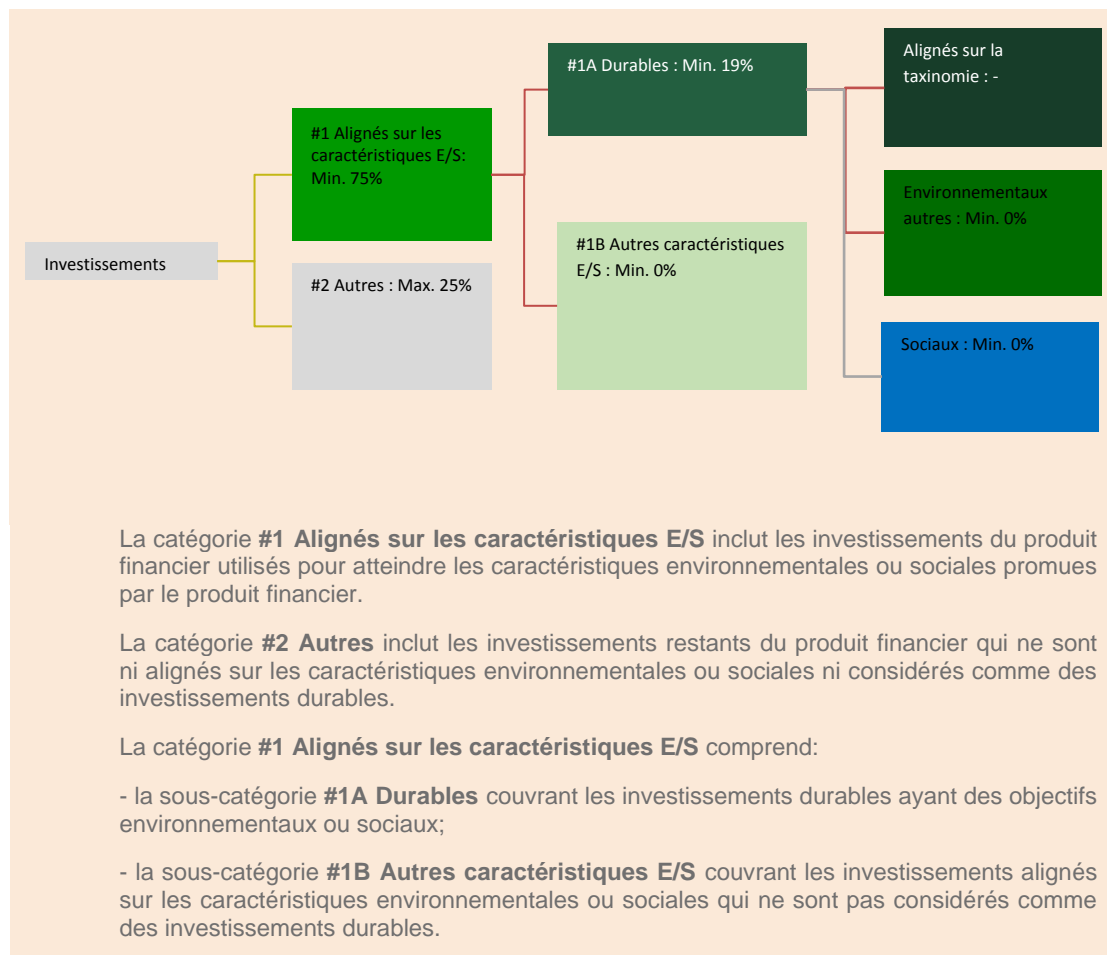 Investissements
#1 Alignés sur les
caractéristiques E/S:
Min. 75%
#2 Autres : Max. 25%
#1A Durables : Min. 19%
#1B Autres caractéristiques
E/S : Min. 0%
Alignés sur la
taxinomie : -
Environnementaux
autres : Min. 0%
Sociaux : Min. 0%
La catégorie #1 Alignés sur les caractéristiques E/S inclut les investissements du produit
financier utilisés pour atteindre les caractéristiques environnementales ou sociales promues
par le produit financier.
La catégorie #2 Autres inclut les investissements restants du produit financier qui ne sont
ni alignés sur les caractéristiques environnementales ou sociales ni considérés comme des
investissements durables.
La catégorie #1 Alignés sur les caractéristiques E/S comprend:
- la sous-catégorie #1A Durables couvrant les investissements durables ayant des objectifs
environnementaux ou sociaux;
- la sous-catégorie #1B Autres caractéristiques E/S couvrant les investissements alignés
sur les caractéristiques environnementales ou sociales qui ne sont pas considérés comme
des investissements durables.